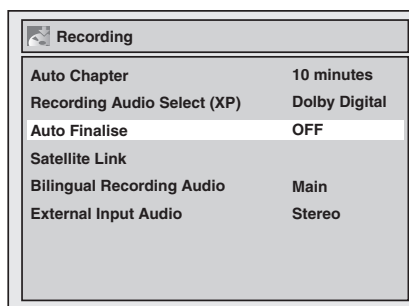 Recording
Auto Chapter 10 minutes
Recording Audio Select (XP) Dolby Digital
Auto Finalise OFF
Satellite Link
Bilingual Recording Audio Main
External Input Audio Stereo